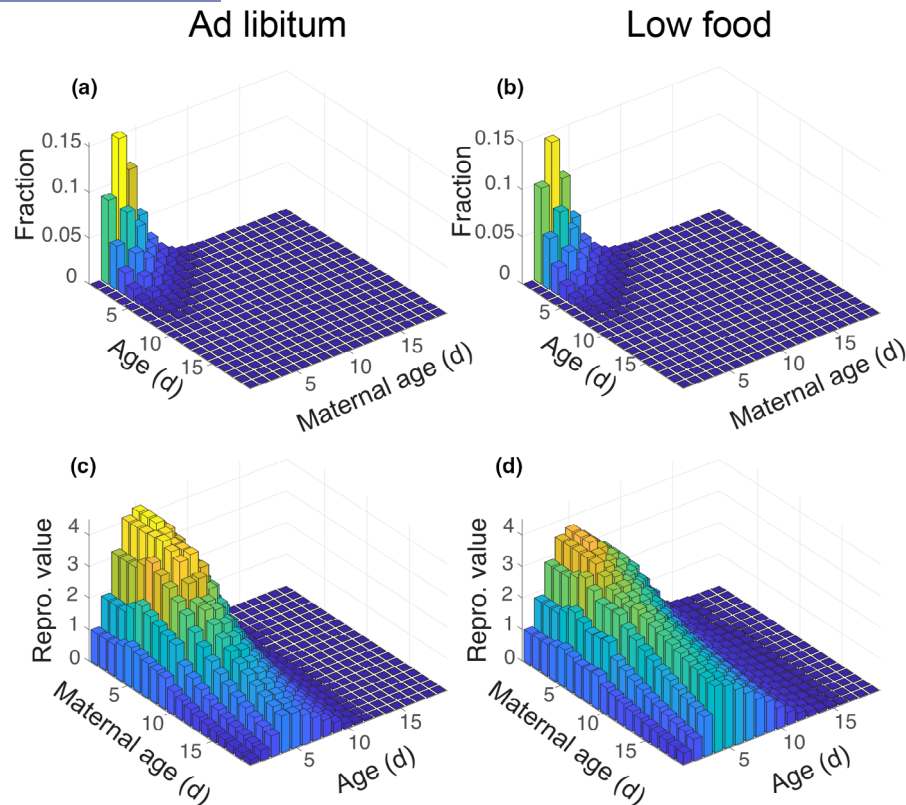 Ad libitum Low food
(a) (b)
Fraction 0.15 0.1 0.05 0
5 10 15 Age (d)
5 10 15 Maternal age (d)
Fraction 0.15 0.1 0.05 0
5 10 15 Age (d)
5 10 15 Maternal age (d)
(c) (d)
Repro. value 4 3 2 1 0
5 10 15 Maternal age (d)
5 10 15 Age (d)
Repro. value 4 3 2 1 0
5 10 15 Maternal age (d)
5 10 15 Age (d)